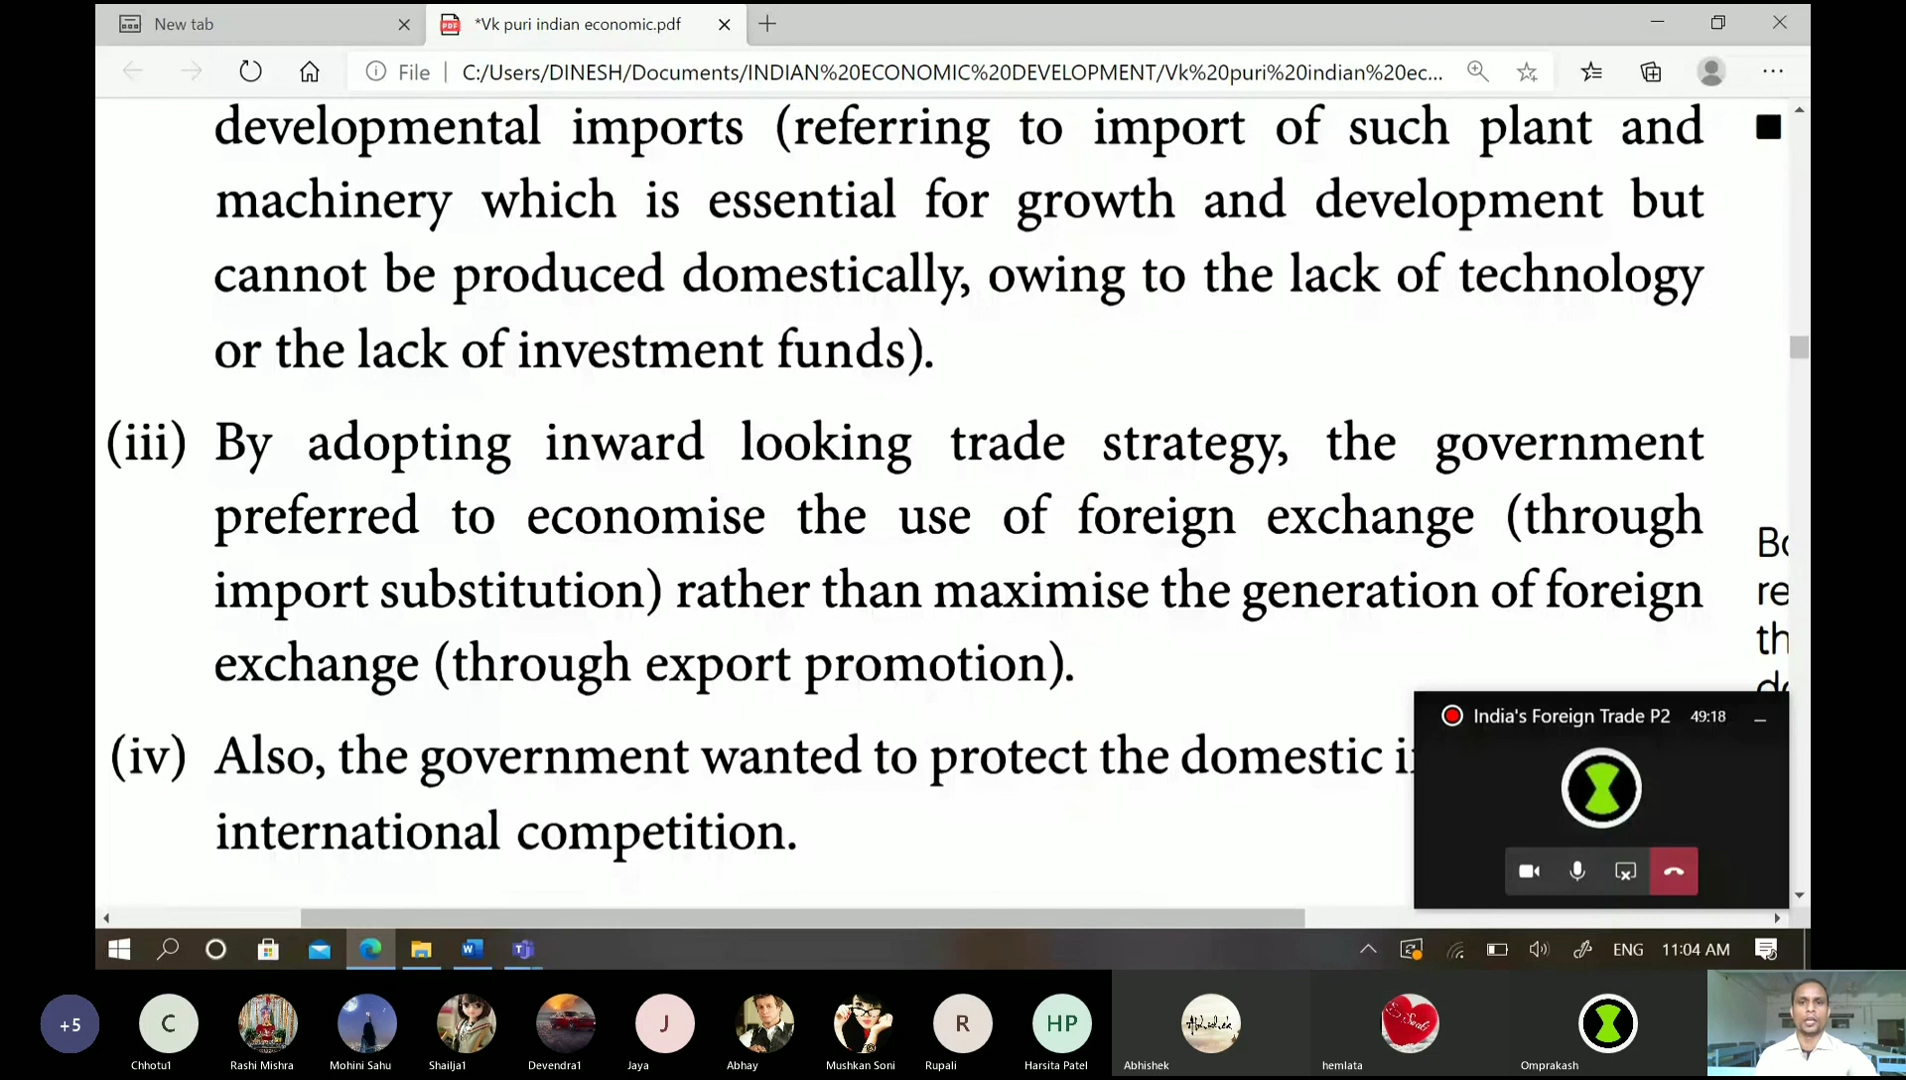 New tab
*Vk puri indian economic.pdf
File
C:/Users/DINESH/Documents/INDIAN%20ECONOMIC%20DEVELOPMENT/Vk%20puri%20indian%20ec...
developmental imports (referring to import of such plant and
machinery which is essential for growth and development but
cannot be produced domestically, owing to the lack of technology
or the lack of investment funds).
(iii) By adopting inward looking trade strategy, the government
preferred to economise the use of foreign exchange (through
import substitution) rather than maximise the generation of foreign
exchange (through export promotion).
(iv) Also, the government wanted to protect the domestic
international competition.
re
th
India's Foreign Trade P2 49:18
ENG 11:04 AM
+5
C
J
R
HP
Chhotu1
Rashi Mishra
Mohini Sahu
Shailja1
Devendra1
Jaya
Abhay
Mushkan Soni
Rupali
Harsita Patel
Abhishek
hemlata
Omprakash